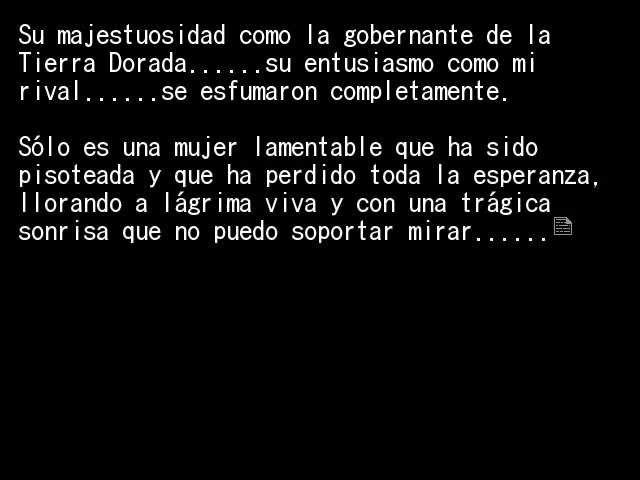 Su majestuosidad como la gobernante de la
Tierra Dorada......su entusiasmo como mi
rival......se esfumaron completamente.
Sólo es una mujer lamentable que ha sido
pisoteada y que ha perdido toda la esperanza,
llorando a lágrima viva y con una trágica
sonrisa que no puedo soportar mirar......